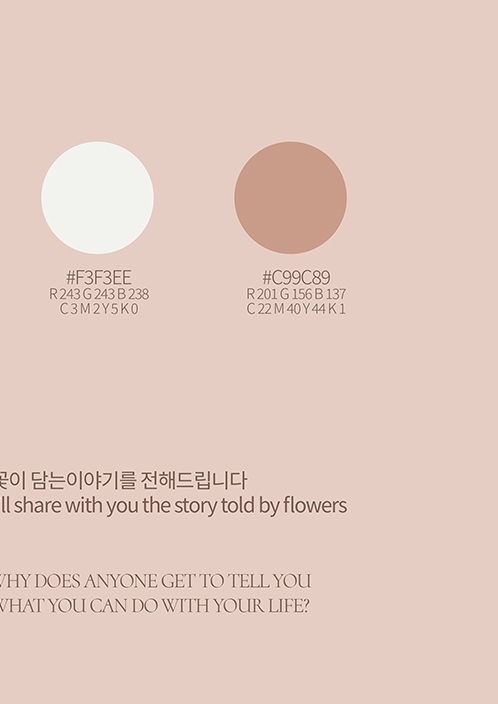 #F3F3EE
R 243 G 243 B 238
C 3 M 2 Y 5 K 0
#C99C89
R 201 G 156 B 137
C 22 M 40 Y 44 K 1
꽃이 담는이야기를 전해드립니다
ll share with you the story told by flowers
WHY DOES ANYONE GET TO TELL YOU
WHAT YOU CAN DO WITH YOUR LIFE?